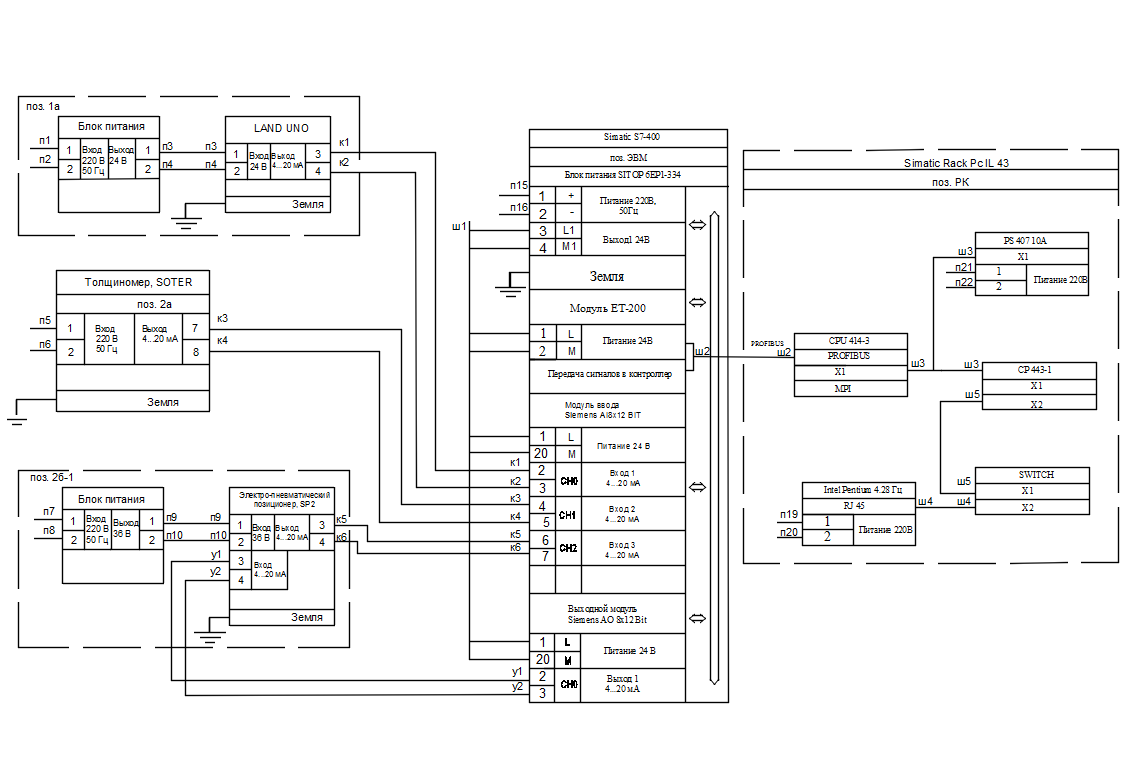 поз. 1а
Блок питания
п1
п2
1
2
Вход
220 В
50 Гц
Выход
24 В
1
2
п3
п4
п3
п4
LAND UNO
1
2
Вход
24 В
Выход
4...20 мА
3
4
Земля
к1
к2
Толщиномер, SOTER
поз. 2а
п5
п6
1
2
Вход
220 В
50 Гц
Выход
4...20 мА
7
8
к3
к4
Земля
поз. 2б-1
Блок питания
п7
п8
1
2
Вход
220 В
50 Гц
Выход
36 В
1
2
п9
п10
п9
п10
у1
у2
Электро-пневматический
позиционер, SP2
1
2
3
4
Вход
36 В
Выход
4...20 мА
3
4
Вход
4...20 мА
Земля
к5
к6
Simatic S7-400
поз. ЭВМ
Блок питания SITOP 6EP1-334
п15
п16
1
+
2
-
Питание 220В,
50Гц
ш1
3
L1
4
M1
Выход1 24В
Земля
Модуль ET-200
1
L
2
M
Питание 24В
ш2
Передача сигналов в контроллер
Модуль ввода
Siemens AI8x12 BIT
1
L
20
M
Питание 24 В
к1
к2
2
3
CH0
Вход 1
4...20 мА
к3
к4
4
5
CH1
Вход 2
4...20 мА
к5
к6
6
7
CH2
Вход 3
4...20 мА
Выходной модуль
Siemens AO 8x12 Bit
1
L
20
M
Питание 24 В
у1
у2
2
3
CH0
Выход 1
4...20 мА
Simatic Rack Pc IL 43
поз. РК
PROFIBUS
ш2
CPU 414-3
PROFIBUS
X1
MPI
ш3
ш3
PS 407 10A
X1
п21
п22
1
2
Питание 220В
ш3
CP 443-1
X1
X2
ш5
SWITCH
X1
X2
ш5
ш4
Intel Pentium 4.28 Гц
RJ 45
п19
п20
1
2
Питание 220В
ш4